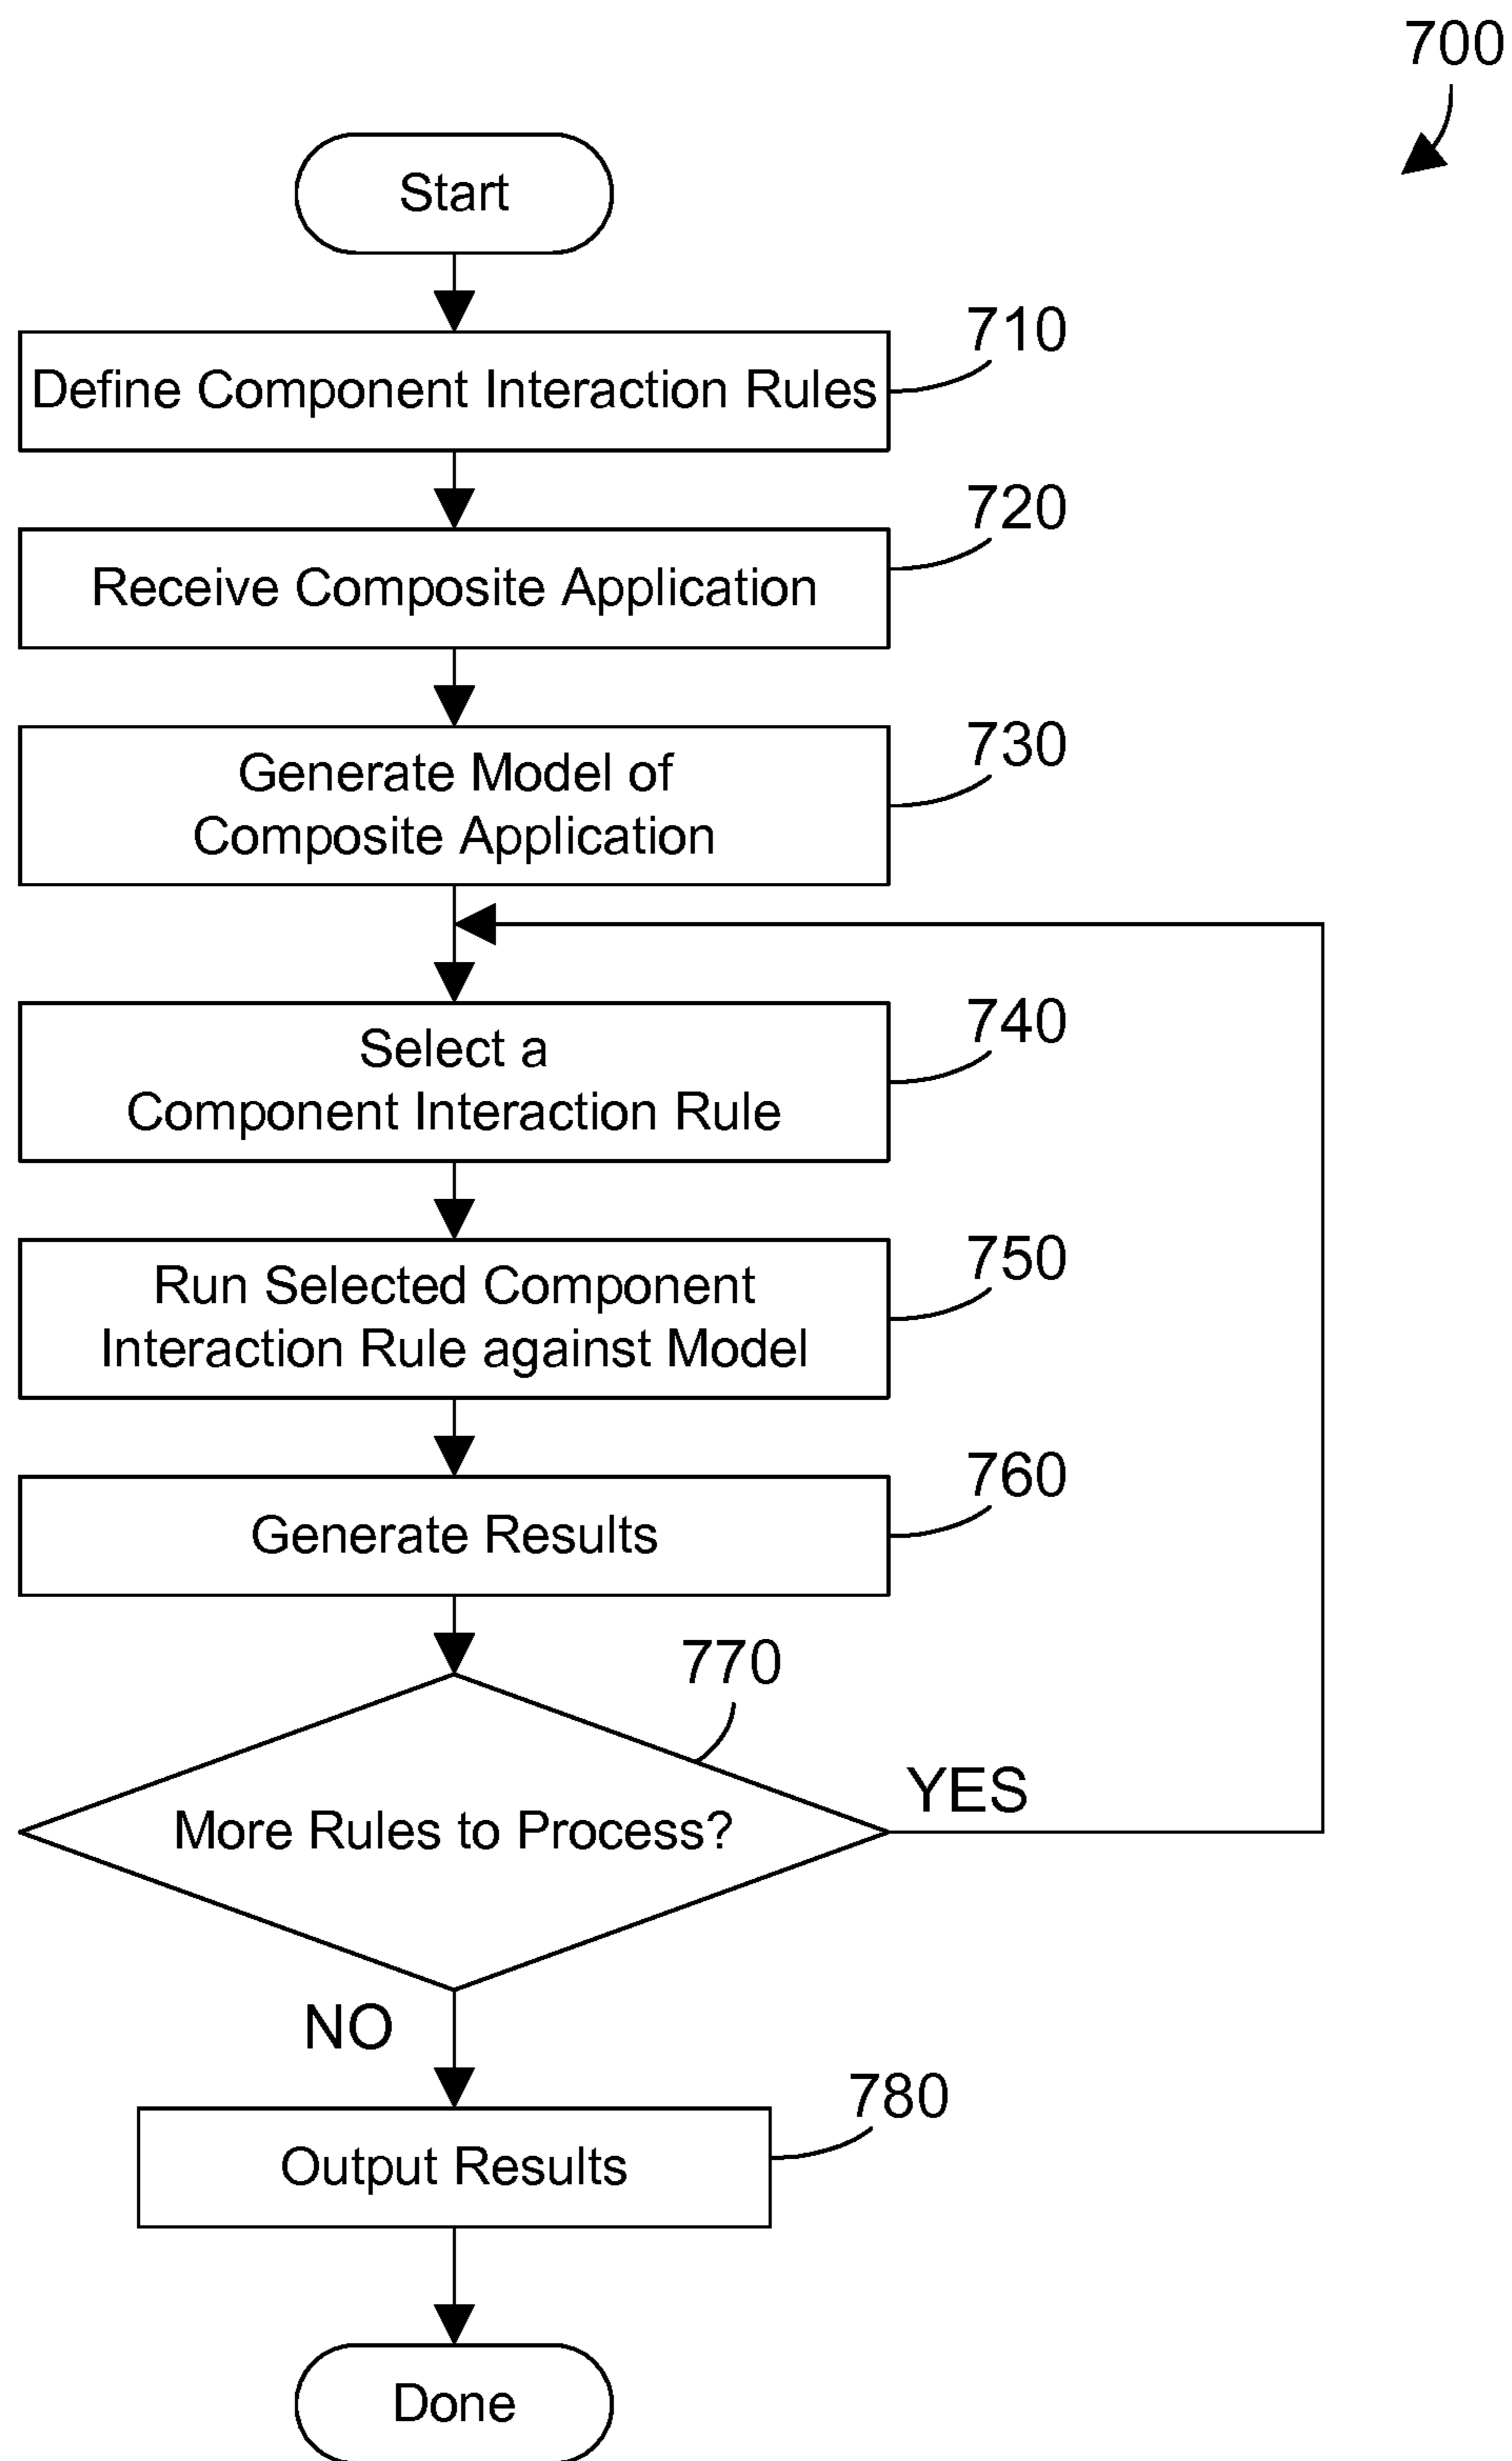 700
Start
710
Define Component Interaction Rules
720
Receive Composite Application
730
Generate Model of
Composite Application
740
Select a
Component Interaction Rule
750
Run Selected Component
Interaction Rule against Model
760
Generate Results
770
More Rules to Process?
YES
NO
780
Output Results
Done